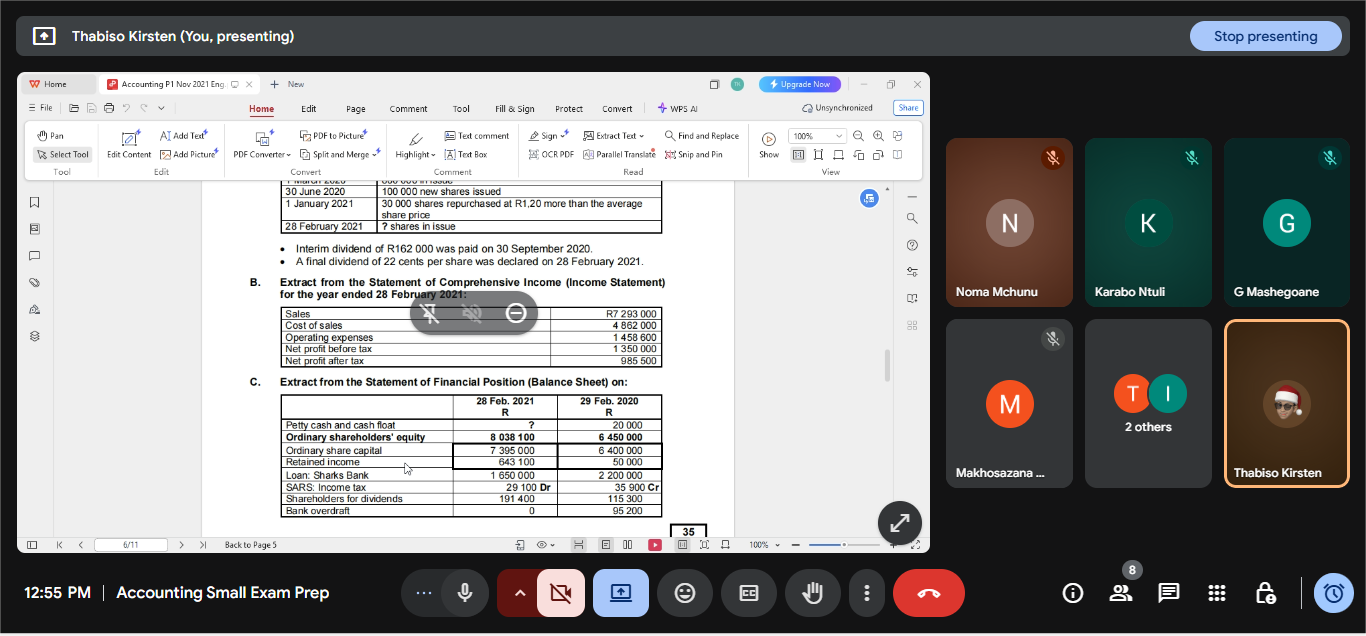 Thabiso Kirsten (You, presenting)
Stop presenting
Home
Accounting P1 Nov 2021 Eng.
New
Upgrade Now
File
Home
Edit
Page
Comment
Tool
Fill & Sign
Protect
Convert
WPS AI
Unsynchronized
Share
Pan
Select Tool
Tool
Edit Content
Add Text
Add Picture
Edit
PDF Converter
PDF to Picture
Split and Merge
Convert
Highlight
Text comment
Text Box
Comment
Sign
OCR PDF
Extract Text
Parallel Translate
Read
Find and Replace
Snip and Pin
Show
100%
View
30 June 2020 100 000 new shares issued
1 January 2021 30 000 shares repurchased at R1,20 more than the average
share price
28 February 2021 ? shares in issue
• Interim dividend of R162 000 was paid on 30 September 2020.
• A final dividend of 22 cents per share was declared on 28 February 2021.
B. Extract from the Statement of Comprehensive Income (Income Statement)
for the year ended 28 February 2021:
Sales R7 293 000
Cost of sales 4 862 000
Operating expenses 1 458 600
Net profit before tax 1 350 000
Net profit after tax 985 500
C. Extract from the Statement of Financial Position (Balance Sheet) on:
28 Feb. 2021 29 Feb. 2020
R R
Petty cash and cash float ? 20 000
Ordinary shareholders' equity 8 038 100 6 450 000
Ordinary share capital 7 395 000 6 400 000
Retained income 643 100 50 000
Loan: Sharks Bank 1 650 000 2 200 000
SARS: Income tax 29 100 Dr 35 900 Cr
Shareholders for dividends 191 400 115 300
Bank overdraft 0 95 200
35
6/11
Back to Page 5
100%
N
Noma Mchunu
K
Karabo Ntuli
G
G Mashegoane
M
Makhosazana ...
T
I
2 others
Thabiso Kirsten
12:55 PM | Accounting Small Exam Prep
CC
8